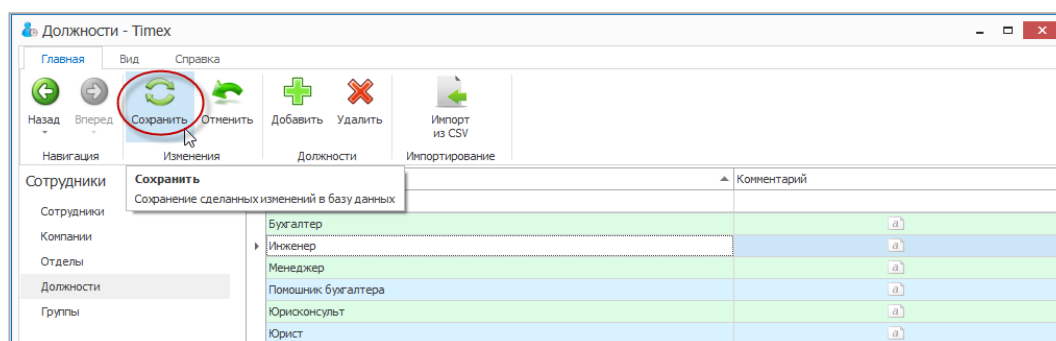 Должности - Timex
Главная Вид Справка
Назад Вперед Сохранить Отменить Добавить Удалить Импорт
из CSV
Навигация Изменения Должности Импортирование
Сотрудники
Сохранить
Сохранение сделанных изменений в базу данных
Комментарий
Сотрудники
Компании
Отделы
Должности
Группы
Бухгалтер
Инженер
Менеджер
Помошник бухгалтера
Юрисконсульт
Юрист